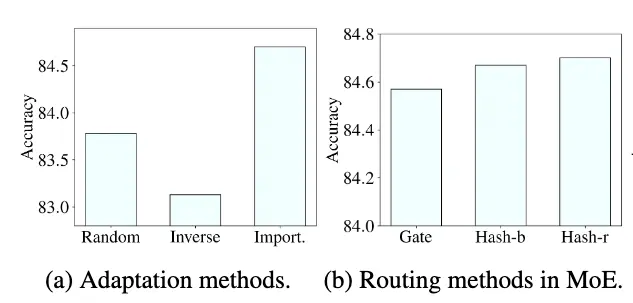 Accuracy
84.5
84.0
83.5
83.0
Random Inverse Import.
(a) Adaptation methods.
Accuracy
84.8
84.6
84.4
84.2
84.0
Gate Hash-b Hash-r
(b) Routing methods in MoE.